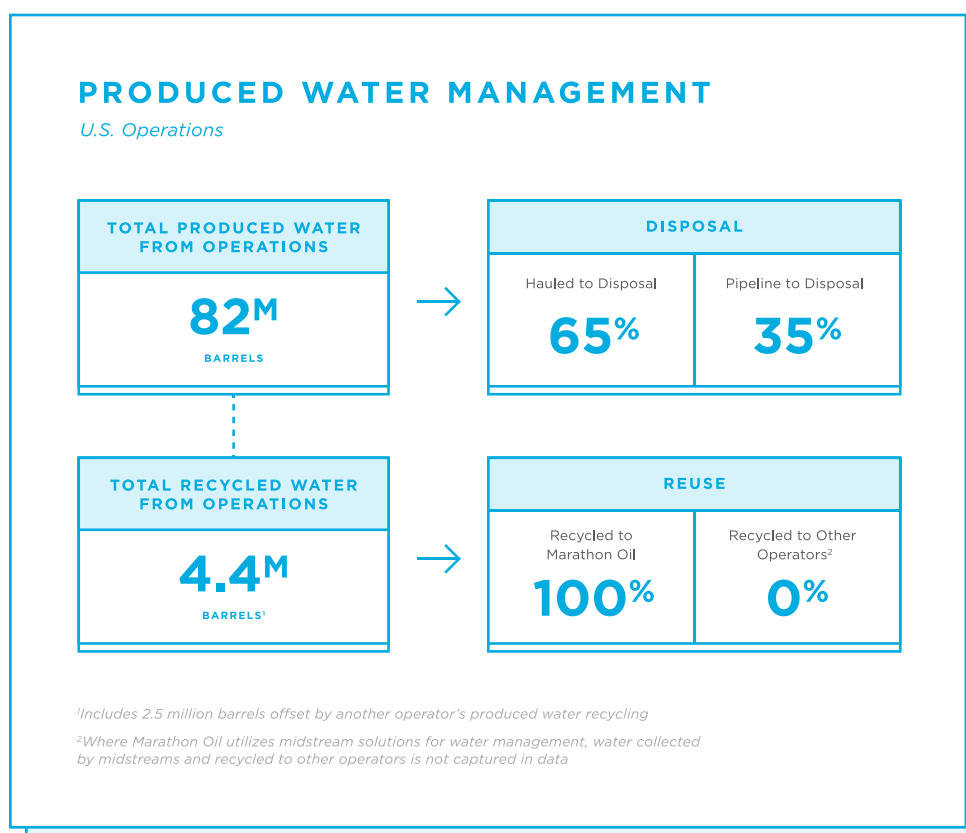 PRODUCED WATER MANAGEMENT
U.S. Operations
TOTAL PRODUCED WATER
FROM OPERATIONS
82M
BARRELS
DISPOSAL
Hauled to Disposal
65%
Pipeline to Disposal
35%
TOTAL RECYCLED WATER
FROM OPERATIONS
4.4M
BARRELS¹
REUSE
Recycled to
Marathon Oil
100%
Recycled to Other
Operators²
0%
¹Includes 2.5 million barrels offset by another operator's produced water recycling
²Where Marathon Oil utilizes midstream solutions for water management, water collected
by midstreams and recycled to other operators is not captured in data